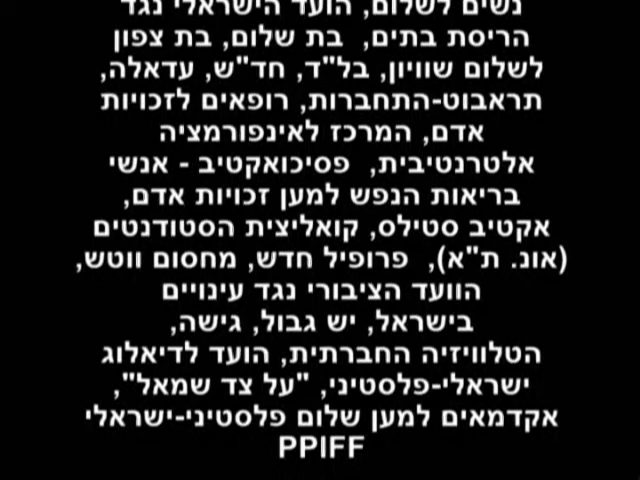 נשים לשלום, הועד הישראלי נגד
הריסת בתים, בת שלום, בת צפון
לשלום שוויון, בל"ד, חד"ש, עדאלה,
תראבוט-התחברות, רופאים לזכויות
אדם, המרכז לאינפורמציה
אלטרנטיבית, פסיכואקטיב - אנשי
בריאות הנפש למען זכויות אדם,
אקטיב סטילס, קואליצית הסטודנטים
(אונ. ת"א), פרופיל חדש, מחסום ווטש,
הוועד הציבורי נגד עינויים
בישראל, יש גבול, גישה,
הטלוויזיה החברתית, הועד לדיאלוג
ישראלי-פלסטיני, "על צד שמאל",
אקדמאים למען שלום פלסטיני-ישראלי
PPIFF